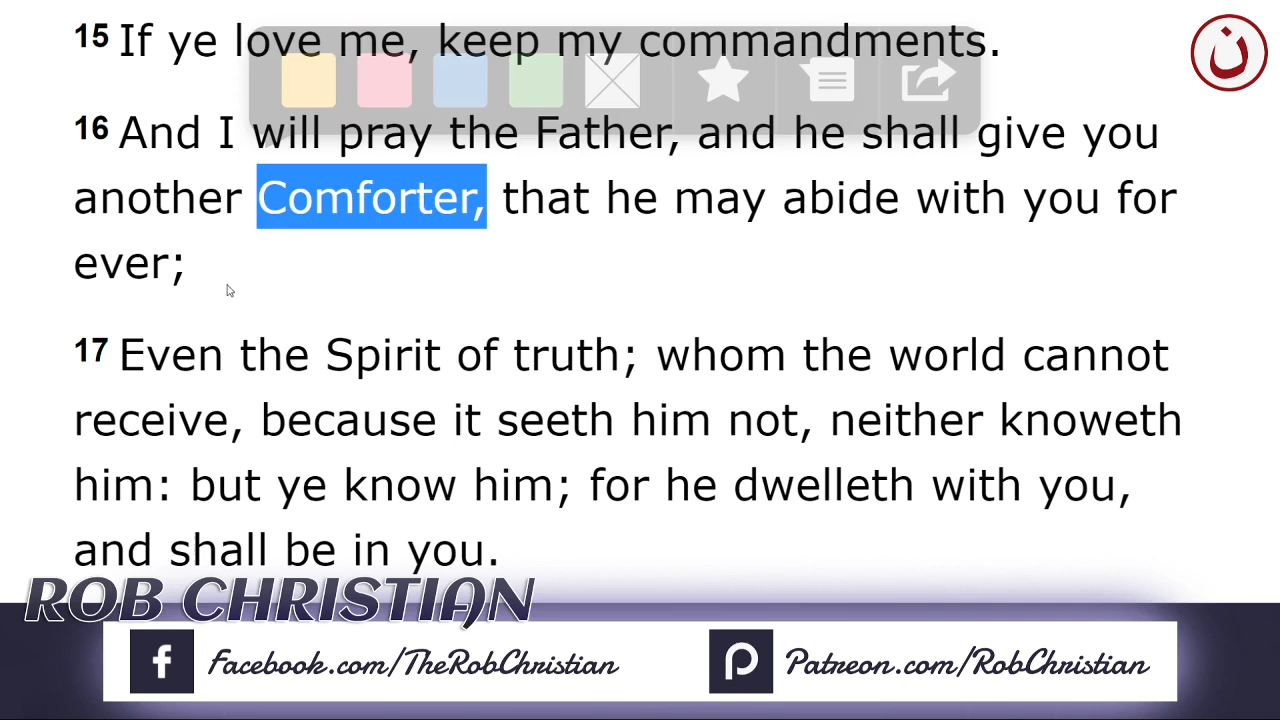 15 If ye love me, keep my commandments.
ن
16 And I will pray the Father, and he shall give you
another Comforter, that he may abide with you for
ever;
17 Even the Spirit of truth; whom the world cannot
receive, because it seeth him not, neither knoweth
him: but ye know him; for he dwelleth with you,
and shall be in you.
ROB CHRISTIAN
Facebook.com/TheRobChristian
Patreon.com/RobChristian